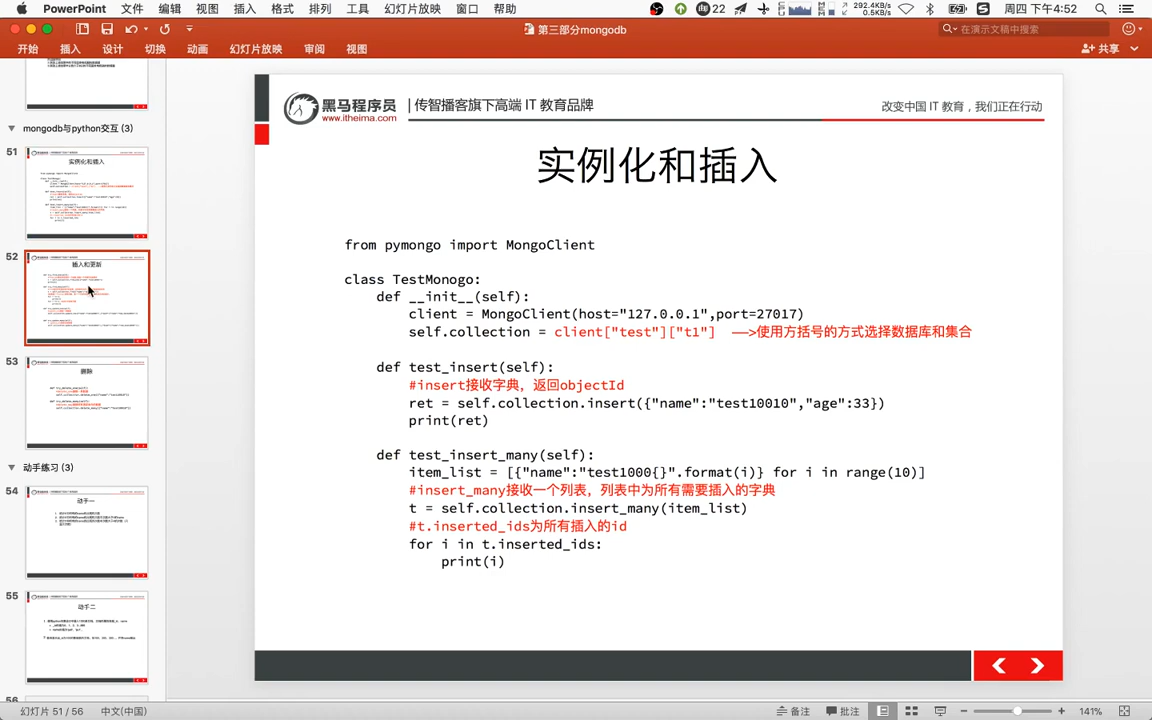 PowerPoint 文件 编辑 视图 插入 格式 排列 工具 幻灯片放映 窗口 帮助 22 292.4KB/s 0.5KB/s 周四 下午4:52
第三部分mongodb
在演示文稿中搜索
开始 插入 设计 切换 动画 幻灯片放映 审阅 视图 共享
mongodb与python交互 (3)
51
实例化和插入
52
插入和更新
53
删除
动手练习 (3)
54
动手一
55
动手二
56
黑马程序员 | 传智播客旗下高端 IT 教育品牌
www.itheima.com
改变中国 IT 教育，我们正在行动
实例化和插入
from pymongo import MongoClient
class TestMonogo:
def __init__(self):
client = MongoClient(host="127.0.0.1",port=27017)
self.collection = client["test"]["t1"] —>使用方括号的方式选择数据库和集合
def test_insert(self):
#insert接收字典，返回objectId
ret = self.collection.insert({"name":"test10010","age":33})
print(ret)
def test_insert_many(self):
item_list = [{"name":"test1000{}".format(i)} for i in range(10)]
#insert_many接收一个列表，列表中为所有需要插入的字典
t = self.collection.insert_many(item_list)
#t.inserted_ids为所有插入的id
for i in t.inserted_ids:
print(i)
幻灯片 51 / 56 中文(中国) 备注 批注 141%